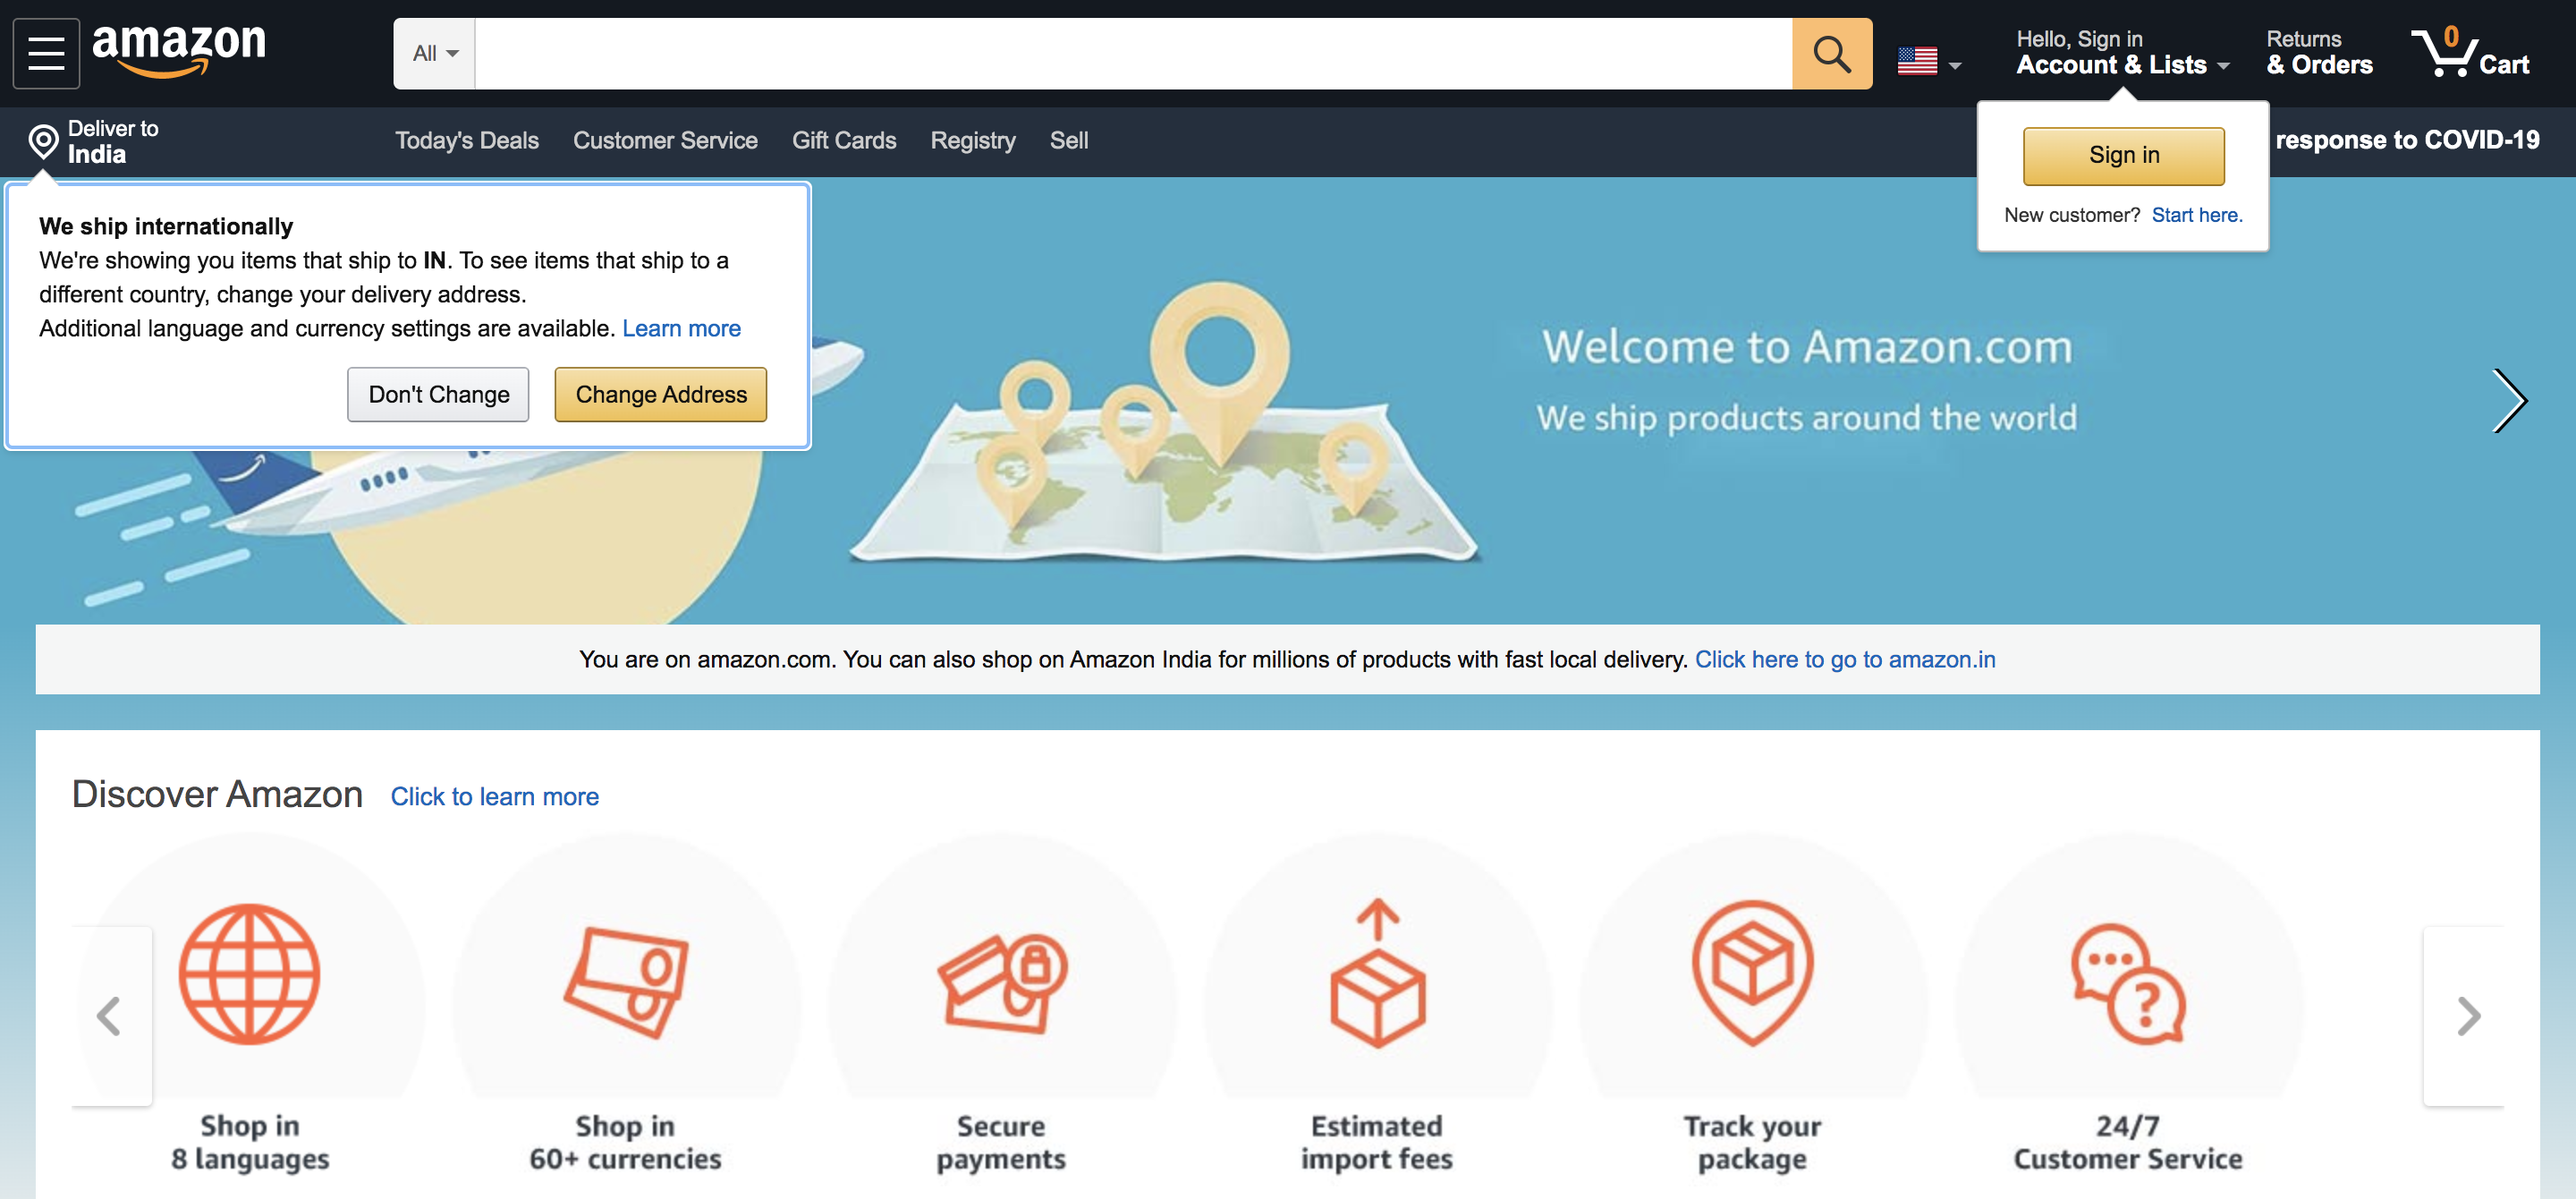 amazon
All
Hello, Sign in
Account & Lists
Returns
& Orders
0
Cart
Deliver to
India
Today's Deals
Customer Service
Gift Cards
Registry
Sell
response to COVID-19
Sign in
New customer? Start here.
We ship internationally
We're showing you items that ship to IN. To see items that ship to a
different country, change your delivery address.
Additional language and currency settings are available. Learn more
Don't Change
Change Address
Welcome to Amazon.com
We ship products around the world
You are on amazon.com. You can also shop on Amazon India for millions of products with fast local delivery. Click here to go to amazon.in
Discover Amazon
Click to learn more
Shop in
8 languages
Shop in
60+ currencies
Secure
payments
Estimated
import fees
Track your
package
24/7
Customer Service